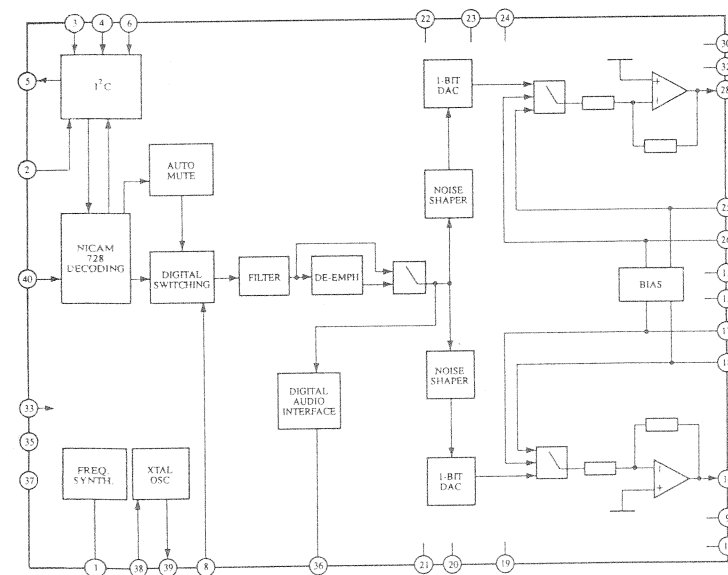 3 4 6 22 23 24
5
I²C
1-BIT
DAC
28
2
AUTO
MUTE
NOISE
SHAPER
NICAM
728
DECODING
40
DIGITAL
SWITCHING
FILTER
DE-EMPH
BIAS
NOISE
SHAPER
DIGITAL
AUDIO
INTERFACE
33
35
37
FREQ.
SYNTH.
XTAL
OSC
1-BIT
DAC
1 38 39 8 36 21 20 19